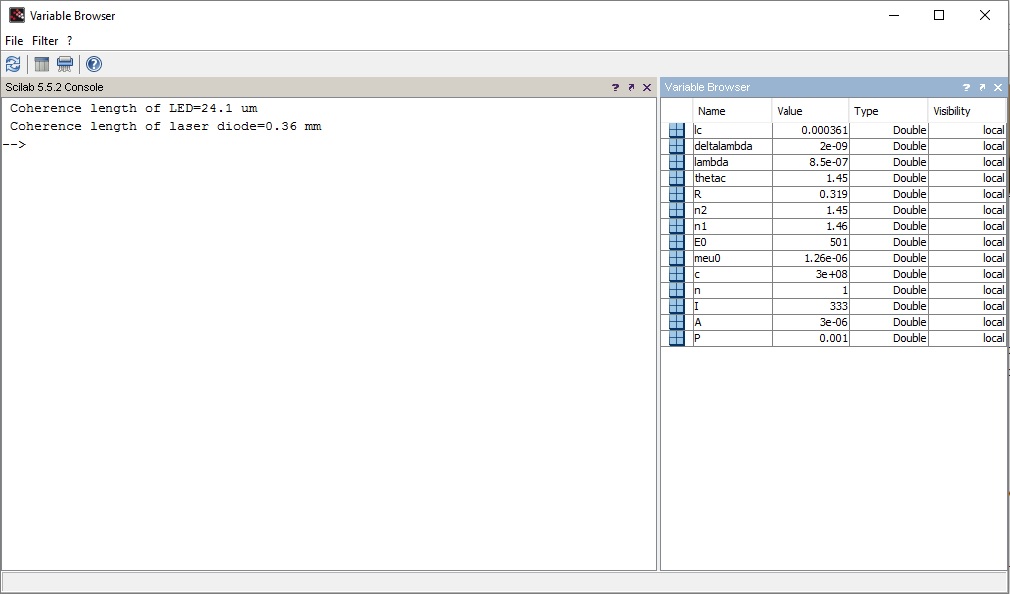 Variable Browser
File Filter ?
Scilab 5.5.2 Console
Coherence length of LED=24.1 um
Coherence length of laser diode=0.36 mm
-->
Variable Browser
Name Value Type Visibility
lc 0.000361 Double local
deltalambda 2e-09 Double local
lambda 8.5e-07 Double local
thetac 1.45 Double local
R 0.319 Double local
n2 1.45 Double local
n1 1.46 Double local
E0 501 Double local
meu0 1.26e-06 Double local
c 3e+08 Double local
n 1 Double local
I 333 Double local
A 3e-06 Double local
P 0.001 Double local